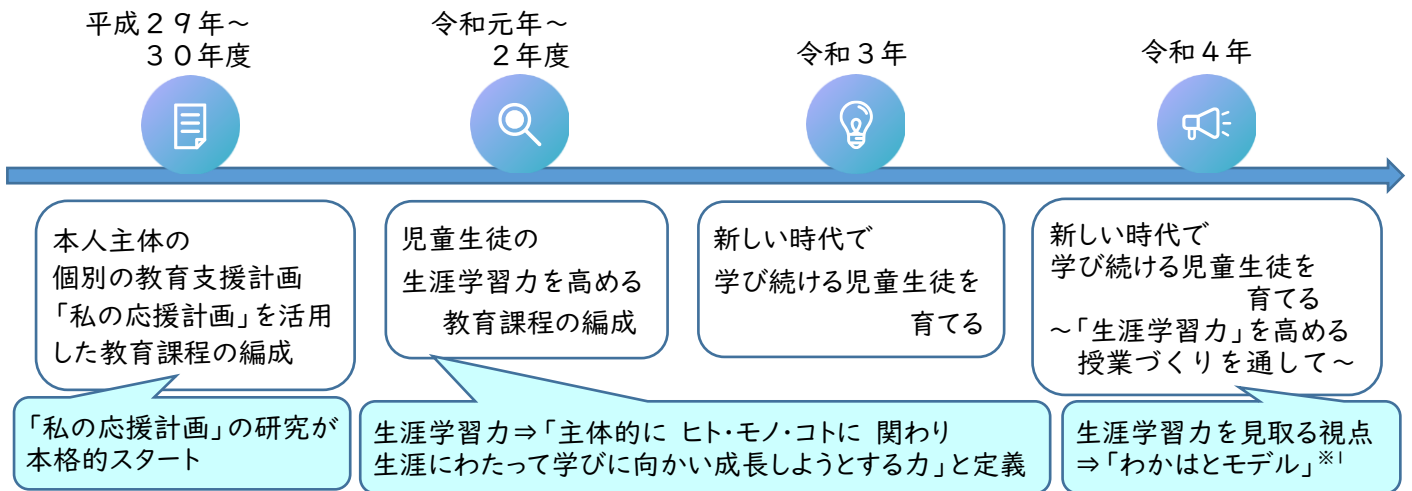 平成29年~
30年度
令和元年~
2年度
令和3年
令和4年
本人主体の
個別の教育支援計画
「私の応援計画」を活用
した教育課程の編成
児童生徒の
生涯学習力を高める
教育課程の編成
新しい時代で
学び続ける児童生徒を
育てる
新しい時代で
学び続ける児童生徒を
育てる
~「生涯学習力」を高める
授業づくりを通して~
「私の応援計画」の研究が
本格的スタート
生涯学習力⇒「主体的に ヒト・モノ・コトに 関わり
生涯にわたって学びに向かい成長しようとする力」と定義
生涯学習力を見取る視点
⇒「わかはとモデル」※1